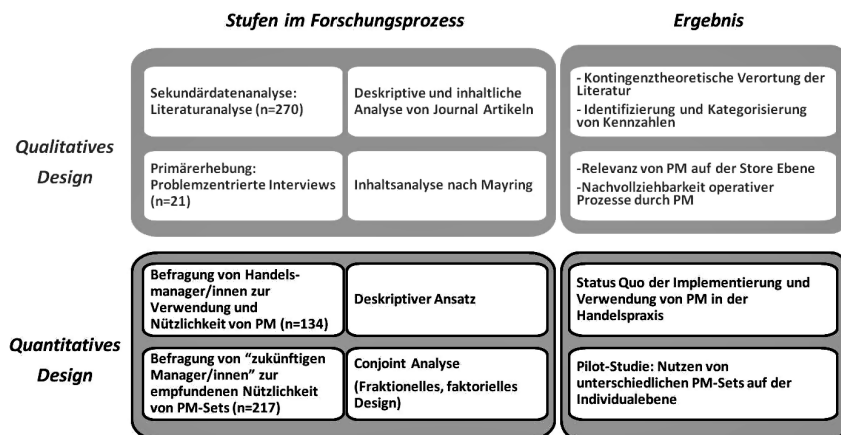 Stufen im Forschungsprozess
Ergebnis
Qualitatives
Design
Sekundärdatenanalyse:
Literaturanalyse (n=270)
Deskriptive und inhaltliche
Analyse von Journal Artikeln
- Kontingenztheoretische Verortung der
Literatur
- Identifizierung und Kategorisierung
von Kennzahlen
Primärerhebung:
Problemzentrierte Interviews
(n=21)
Inhaltsanalyse nach Mayring
-Relevanz von PM auf der Store Ebene
-Nachvollziehbarkeit operativer
Prozesse durch PM
Quantitatives
Design
Befragung von Handels-
manager/innen zur
Verwendung und
Nützlichkeit von PM (n=134)
Deskriptiver Ansatz
Status Quo der Implementierung und
Verwendung von PM in der
Handelspraxis
Befragung von "zukünftigen
Manager/innen" zur
empfundenen Nützlichkeit
von PM-Sets (n=217)
Conjoint Analyse
(Fraktionelles, faktorielles
Design)
Pilot-Studie: Nutzen von
unterschiedlichen PM-Sets auf der
Individualebene